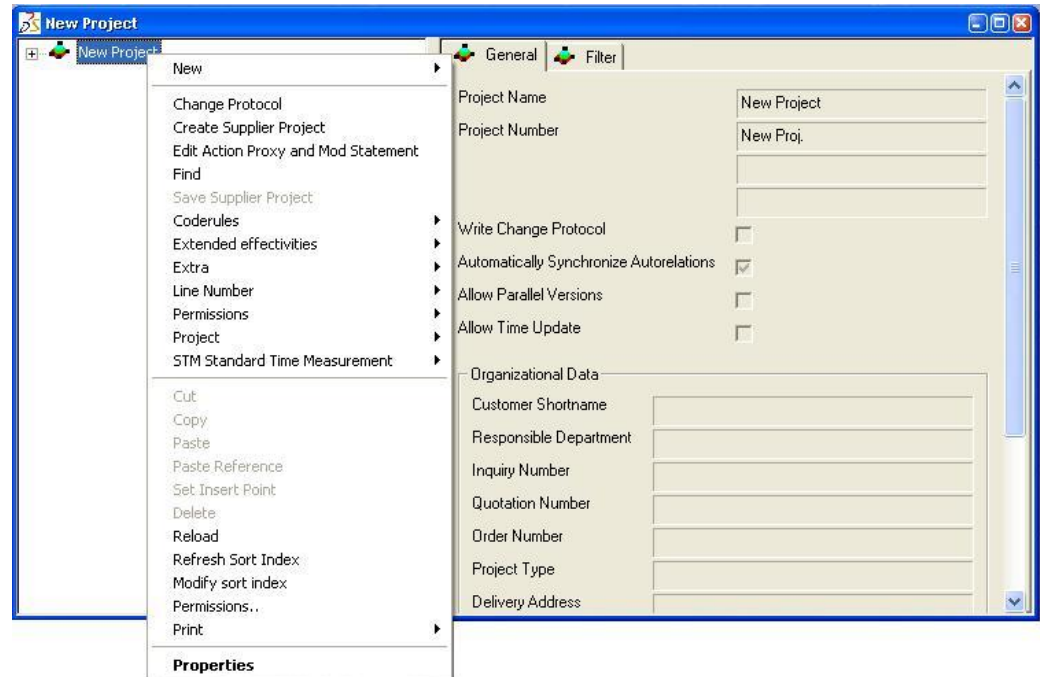 New Project
New Project
New
Change Protocol
Create Supplier Project
Edit Action Proxy and Mod Statement
Find
Save Supplier Project
Coderules
Extended effectivities
Extra
Line Number
Permissions
Project
STM Standard Time Measurement
Cut
Copy
Paste
Paste Reference
Set Insert Point
Delete
Reload
Refresh Sort Index
Modify sort index
Permissions..
Print
Properties
General Filter
Project Name New Project
Project Number New Proj.
Write Change Protocol
Automatically Synchronize Autorelations
Allow Parallel Versions
Allow Time Update
Organizational Data
Customer Shortname
Responsible Department
Inquiry Number
Quotation Number
Order Number
Project Type
Delivery Address